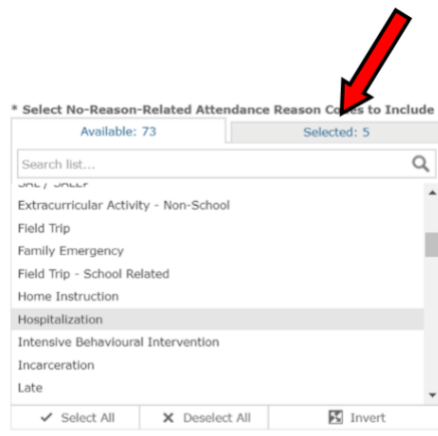 * Select No-Reason-Related Attendance Reason Codes to Include
Available: 73 Selected: 5
Search list...
Extracurricular Activity - Non-School
Field Trip
Family Emergency
Field Trip - School Related
Home Instruction
Hospitalization
Intensive Behavioural Intervention
Incarceration
Late
Select All Deselect All Invert